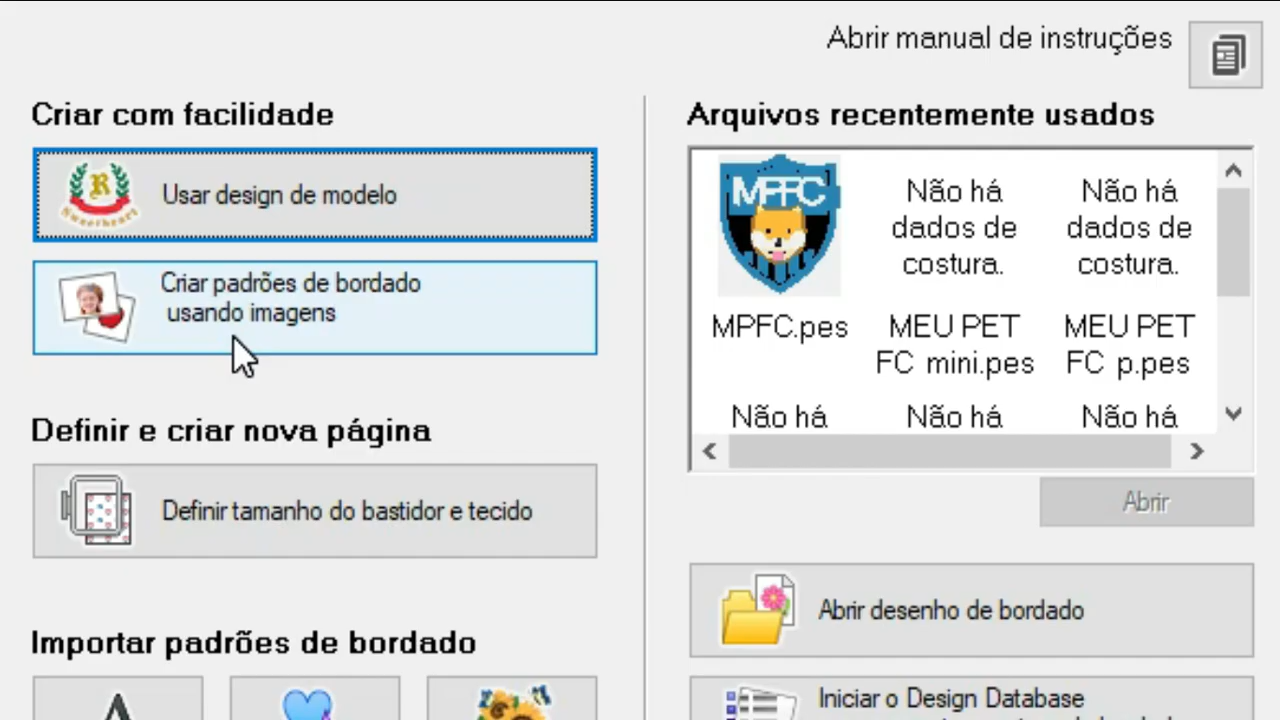 Abrir manual de instruções
Criar com facilidade
Usar design de modelo
Criar padrões de bordado
usando imagens
Definir e criar nova página
Definir tamanho do bastidor e tecido
Importar padrões de bordado
Arquivos recentemente usados
MPFC
Não há
dados de
costura.
Não há
dados de
costura.
MPFC.pes
MEU PET
FC mini.pes
MEU PET
FC p.pes
Não há
Não há
Não há
Abrir
Abrir desenho de bordado
Iniciar o Design Database